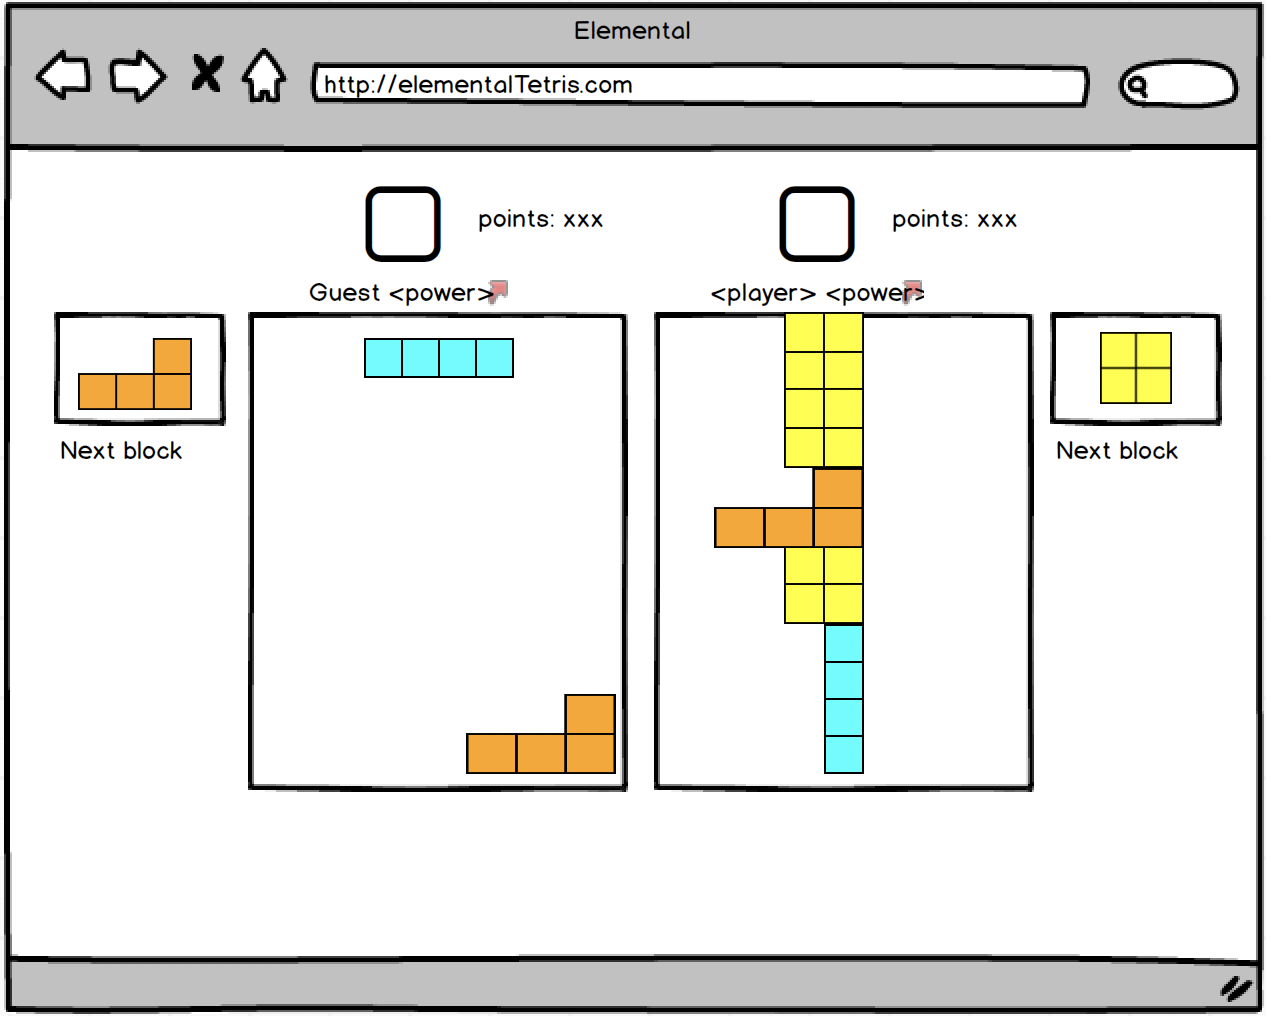 Elemental
http://elementalTetris.com
points: xxx
points: xxx
Guest <power>
<player> <power>
Next block
Next block